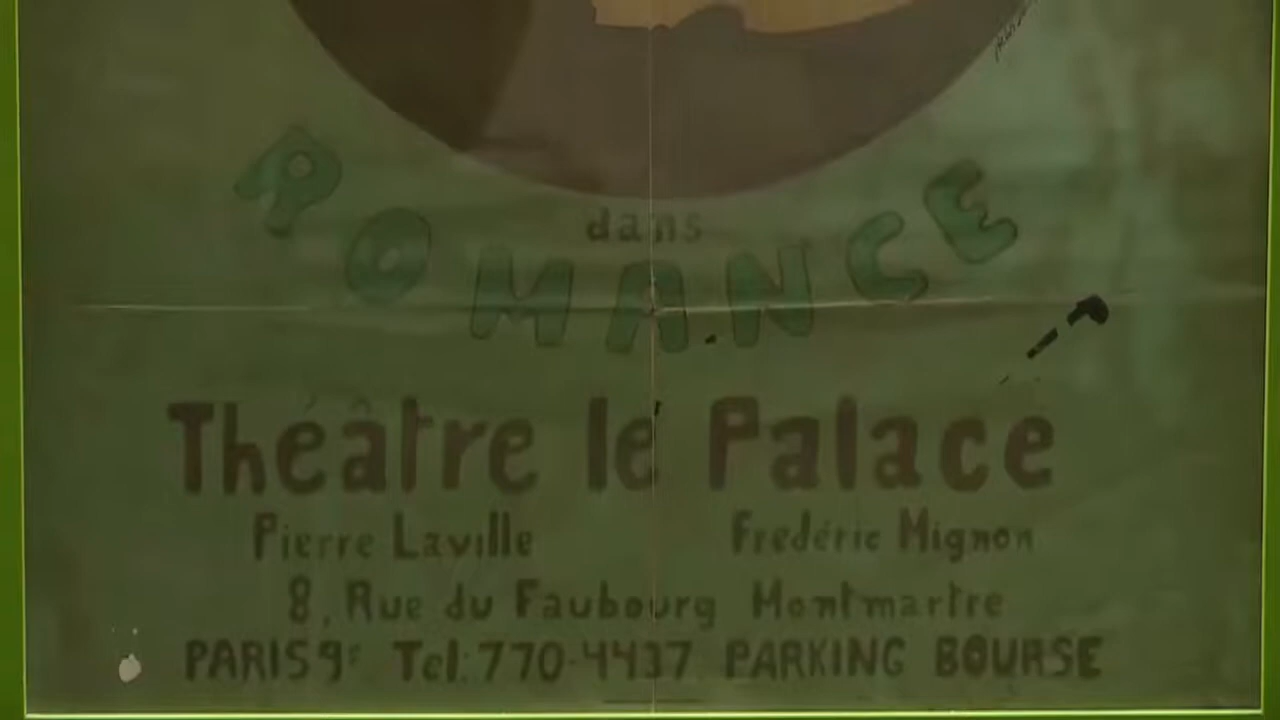 dans
ROMANCE
Théâtre le Palace
Pierre Laville Frédéric Mignon
8, Rue du Faubourg Montmartre
PARIS 9e Tel: 770-4437 PARKING BOURSE